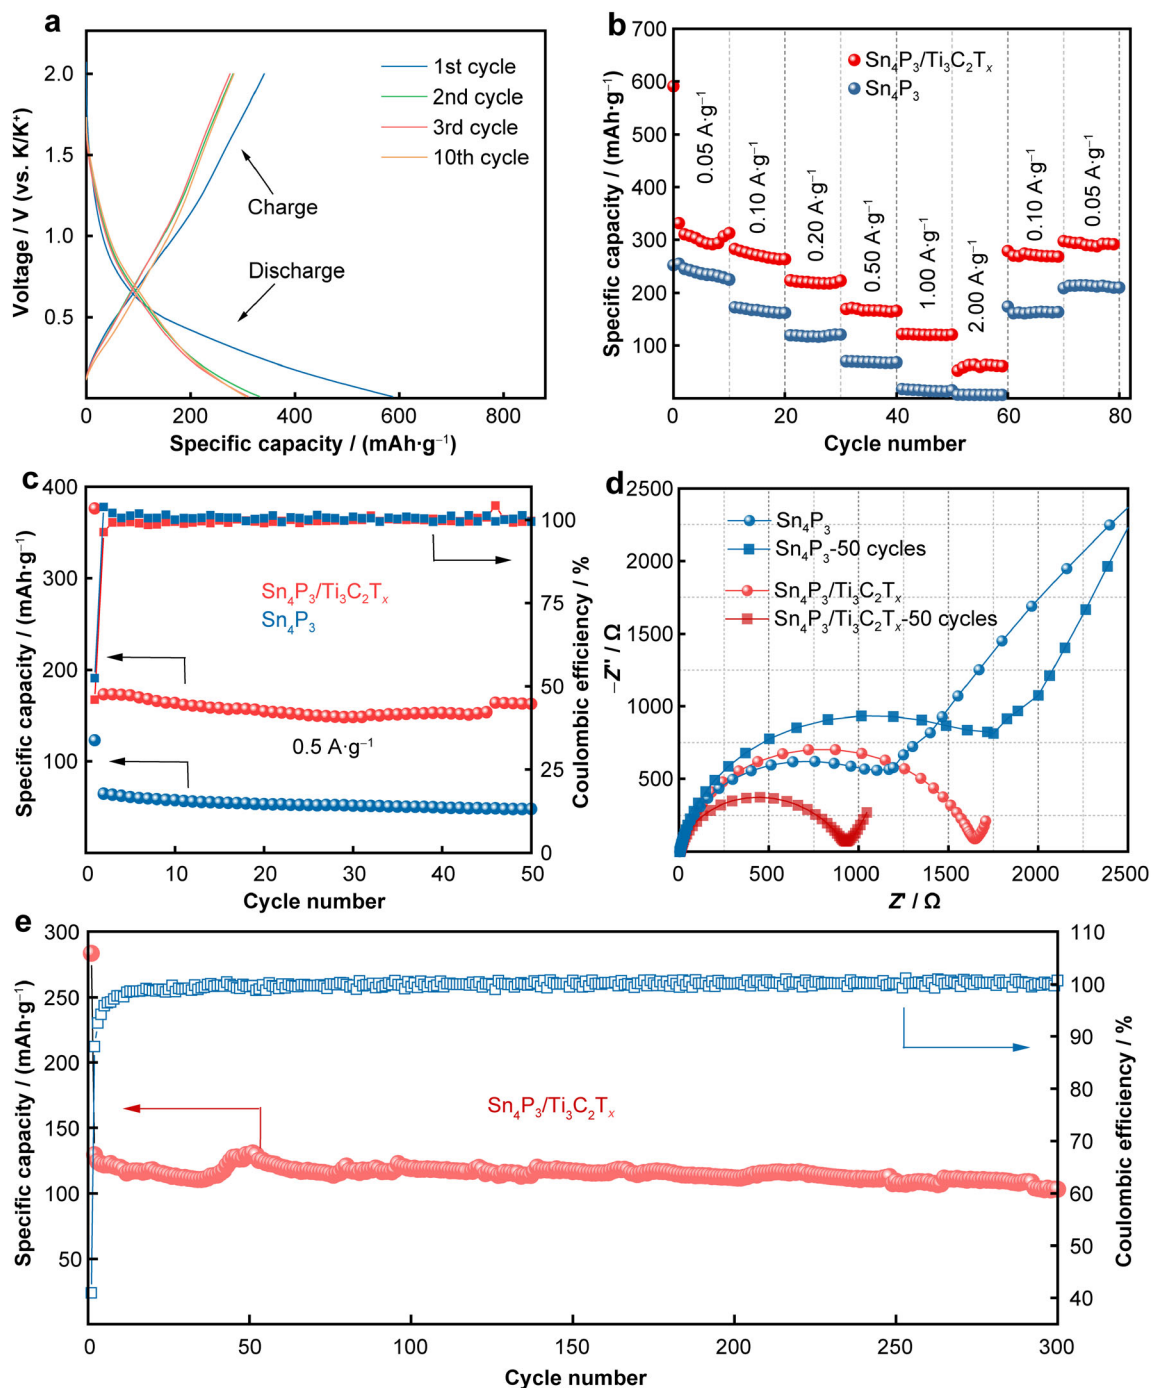 a
Voltage / V (vs. K/K⁺)
2.0
1.5
1.0
0.5
0
200
400
600
800
Specific capacity / (mAh·g⁻¹)
1st cycle
2nd cycle
3rd cycle
10th cycle
Charge
Discharge
b
Specific capacity / (mAh·g⁻¹)
700
600
500
400
300
200
100
0
20
40
60
80
Cycle number
Sn₄P₃/Ti₃C₂Tₓ
Sn₄P₃
0.05 A·g⁻¹
0.10 A·g⁻¹
0.20 A·g⁻¹
0.50 A·g⁻¹
1.00 A·g⁻¹
2.00 A·g⁻¹
0.10 A·g⁻¹
0.05 A·g⁻¹
c
Specific capacity / (mAh·g⁻¹)
400
300
200
100
0
10
20
30
40
50
Cycle number
Sn₄P₃/Ti₃C₂Tₓ
Sn₄P₃
0.5 A·g⁻¹
100
75
50
25
0
Coulombic efficiency / %
d
−Z″ / Ω
2500
2000
1500
1000
500
0
500
1000
1500
2000
2500
Z′ / Ω
Sn₄P₃
Sn₄P₃-50 cycles
Sn₄P₃/Ti₃C₂Tₓ
Sn₄P₃/Ti₃C₂Tₓ-50 cycles
e
Specific capacity / (mAh·g⁻¹)
300
250
200
150
100
50
0
50
100
150
200
250
300
Cycle number
Sn₄P₃/Ti₃C₂Tₓ
110
100
90
80
70
60
50
40
Coulombic efficiency / %